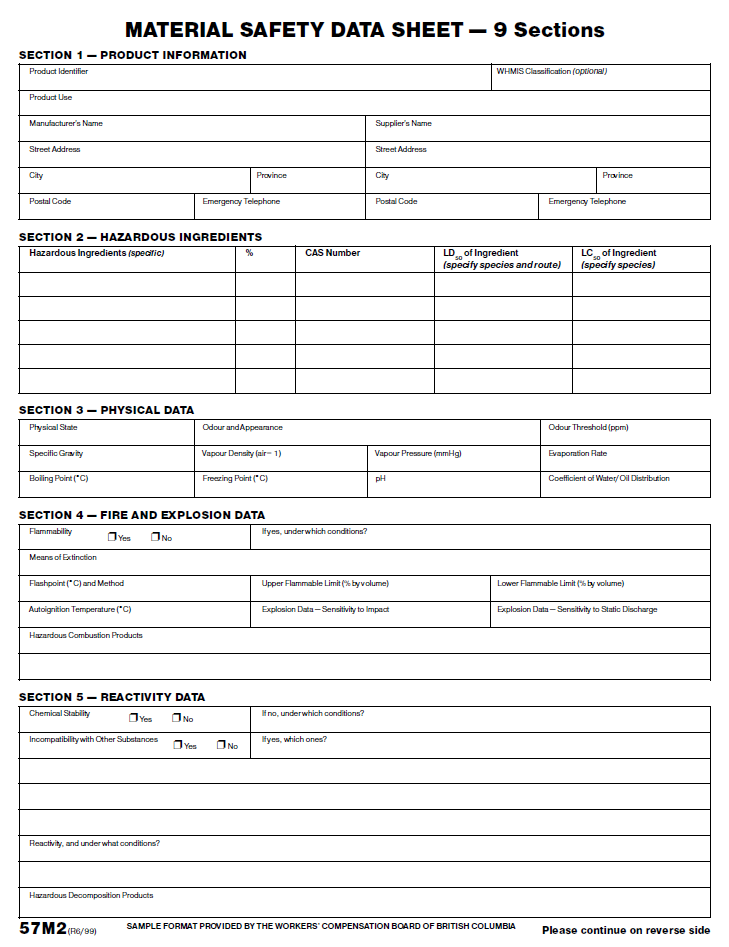 MATERIAL SAFETY DATA SHEET — 9 Sections
SECTION 1 — PRODUCT INFORMATION
Product Identifier WHMIS Classification (optional)
Product Use
Manufacturer's Name Supplier's Name
Street Address Street Address
City Province City Province
Postal Code Emergency Telephone Postal Code Emergency Telephone
SECTION 2 — HAZARDOUS INGREDIENTS
Hazardous Ingredients (specific) % CAS Number LD50 of Ingredient LC50 of Ingredient
(specify species and route) (specify species)
SECTION 3 — PHYSICAL DATA
Physical State Odour and Appearance Odour Threshold (ppm)
Specific Gravity Vapour Density (air= 1) Vapour Pressure (mmHg) Evaporation Rate
Boiling Point (°C) Freezing Point (°C) pH Coefficient of Water/Oil Distribution
SECTION 4 — FIRE AND EXPLOSION DATA
Flammability ❒ Yes ❒ No If yes, under which conditions?
Means of Extinction
Flashpoint (°C) and Method Upper Flammable Limit (% by volume) Lower Flammable Limit (% by volume)
Autoignition Temperature (°C) Explosion Data — Sensitivity to Impact Explosion Data — Sensitivity to Static Discharge
Hazardous Combustion Products
SECTION 5 — REACTIVITY DATA
Chemical Stability ❒ Yes ❒ No If no, under which conditions?
Incompatibility with Other Substances ❒ Yes ❒ No If yes, which ones?
Reactivity, and under what conditions?
Hazardous Decomposition Products
57M2 (R6/99) SAMPLE FORMAT PROVIDED BY THE WORKERS' COMPENSATION BOARD OF BRITISH COLUMBIA Please continue on reverse side